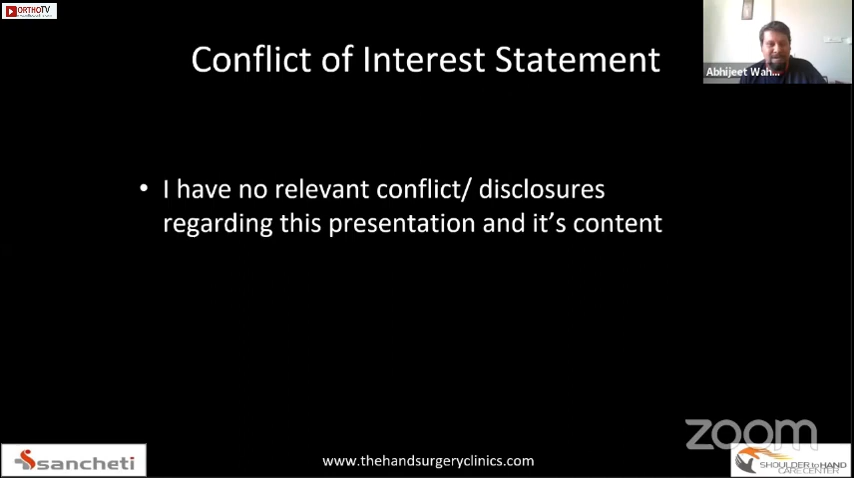 ORTHOTV
Conflict of Interest Statement
Abhijeet Wah...
• I have no relevant conflict/ disclosures
regarding this presentation and it's content
zoom
sancheti
www.thehandsurgeryclinics.com
SHOULDER to HAND
CARE CENTER